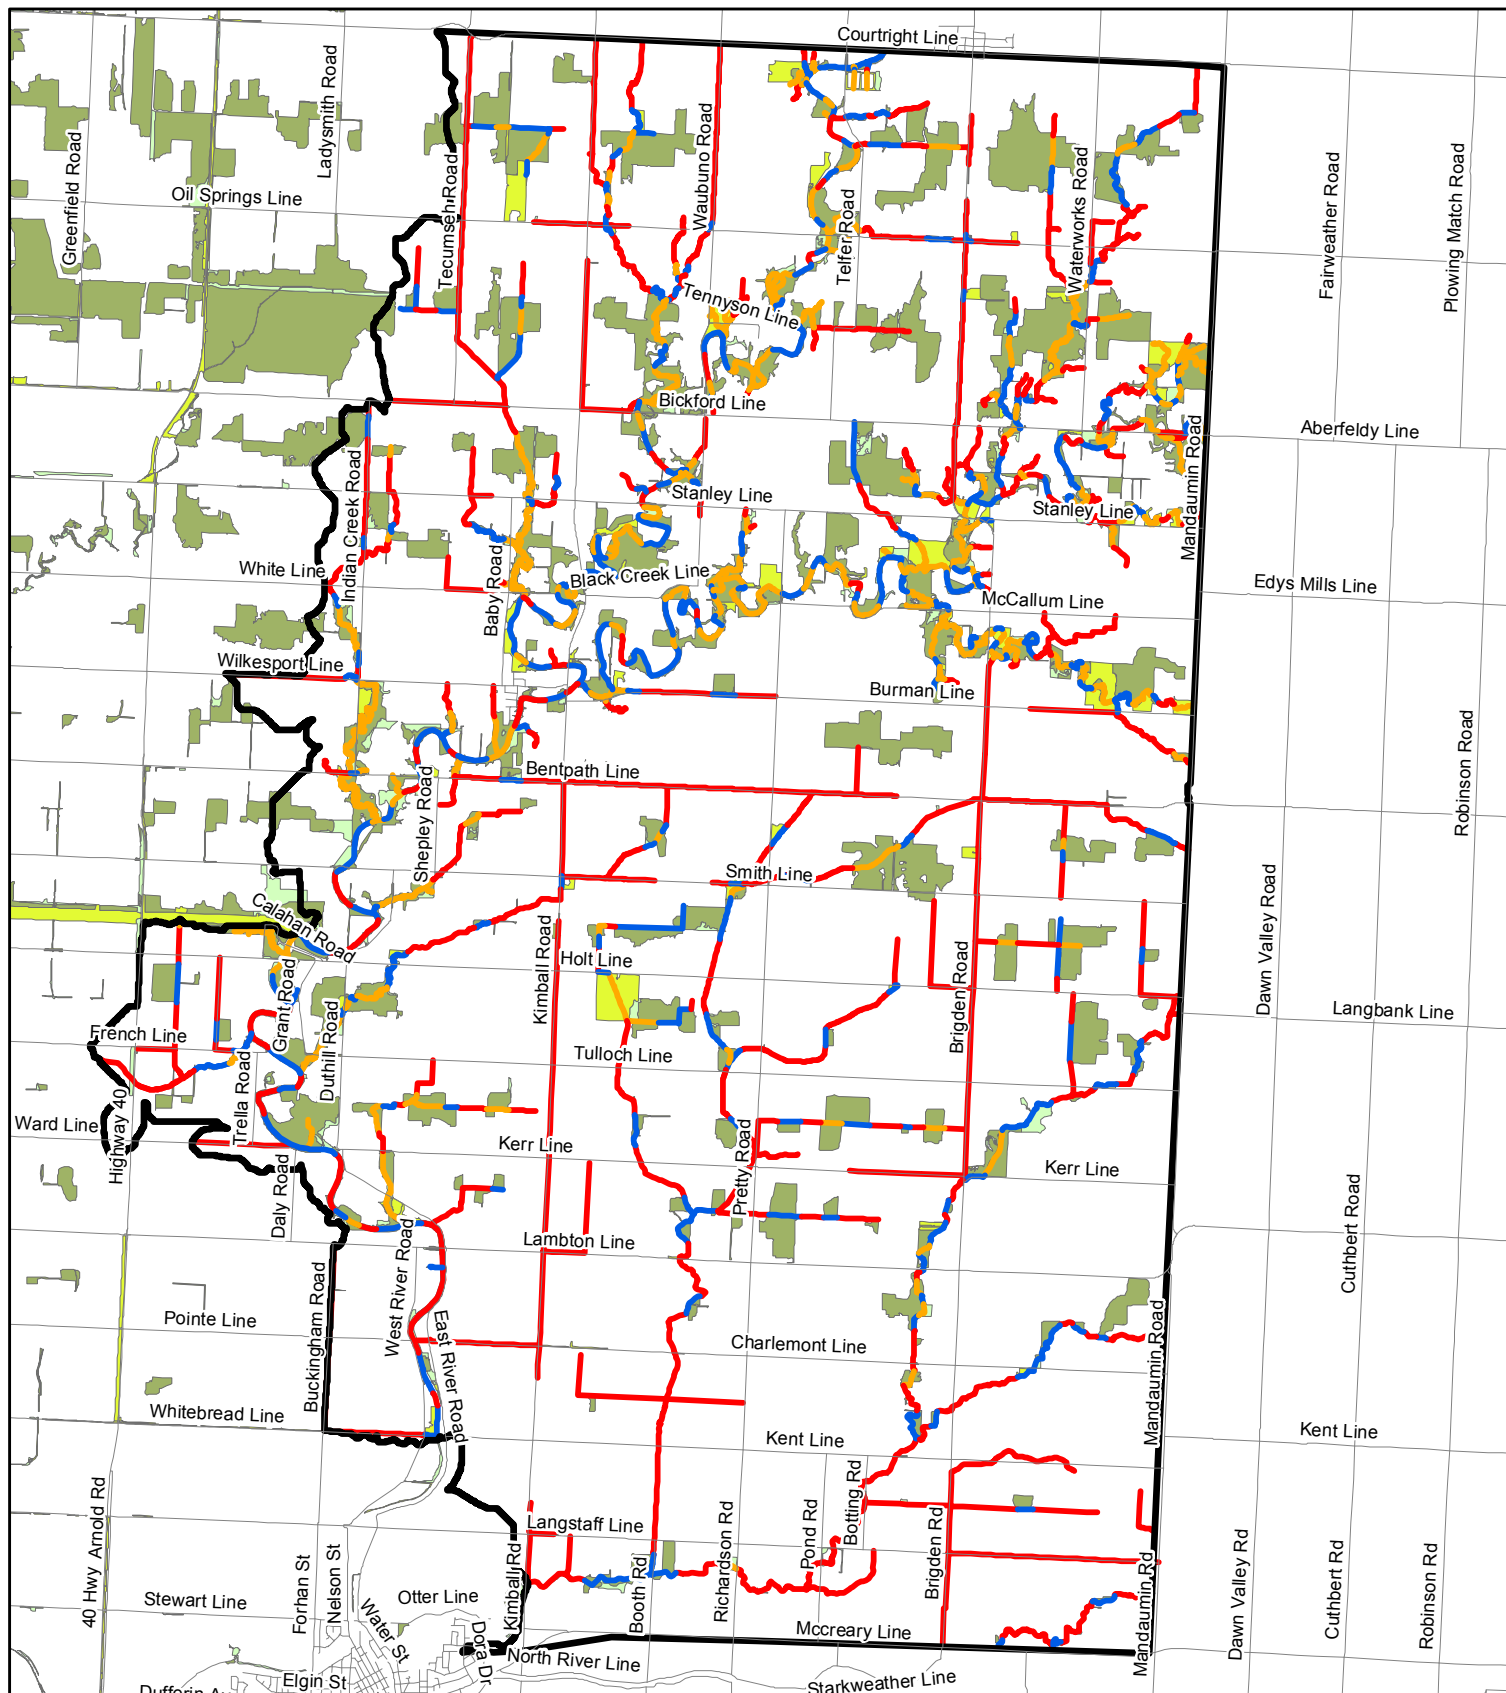 Courtright Line
Ladysmith Road
Greenfield Road
Waubuno Road
Tecumseh Road
Oil Springs Line
Telfer Road
Waterworks Road
Fairweather Road
Plowing Match Road
Tennyson Line
Bickford Line
Aberfeldy Line
Mandaumin Road
Indian Creek Road
Stanley Line
Stanley Line
White Line
Baby Road
Black Creek Line
Edys Mills Line
McCallum Line
Wilkesport Line
Burman Line
Robinson Road
Bentpath Line
Shepley Road
Smith Line
Calahan Road
Dawn Valley Road
Kimball Road
Holt Line
Brigden Road
Grant Road
Duthill Road
French Line
Langbank Line
Tulloch Line
Trella Road
Highway 40
Ward Line
Kerr Line
Pretty Road
Kerr Line
Daly Road
Cuthbert Road
West River Road
Lambton Line
Buckingham Road
Pointe Line
East River Road
Charlemont Line
Mandaumin Road
Whitebread Line
Kent Line
Kent Line
40 Hwy Arnold Rd
Botting Rd
Pond Rd
Richardson Rd
Brigden Rd
Langstaff Line
Forhan St
Nelson St
Kimball Rd
Booth Rd
Mandaumin Rd
Dawn Valley Rd
Cuthbert Rd
Robinson Rd
Stewart Line
Otter Line
Water St
Dora Dr
Mccreary Line
North River Line
Elgin St
Starkweather Line
Dufferin Av